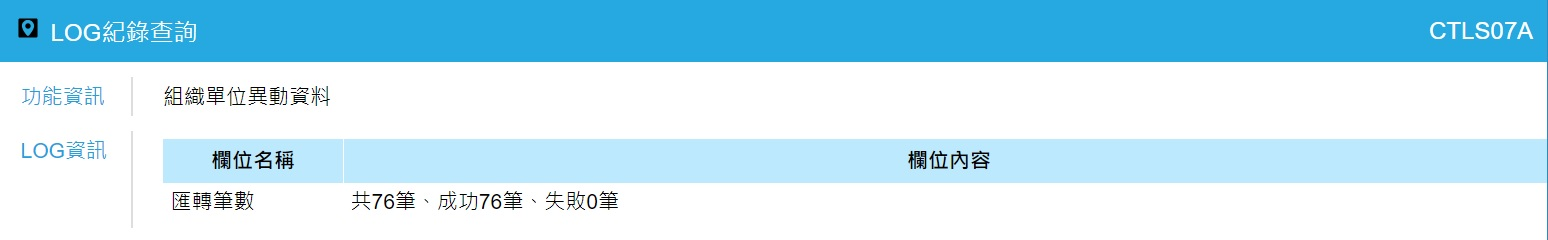 LOG紀錄查詢 CTLS07A
功能資訊 組織單位異動資料
LOG資訊
欄位名稱 欄位內容
匯轉筆數 共76筆、成功76筆、失敗0筆